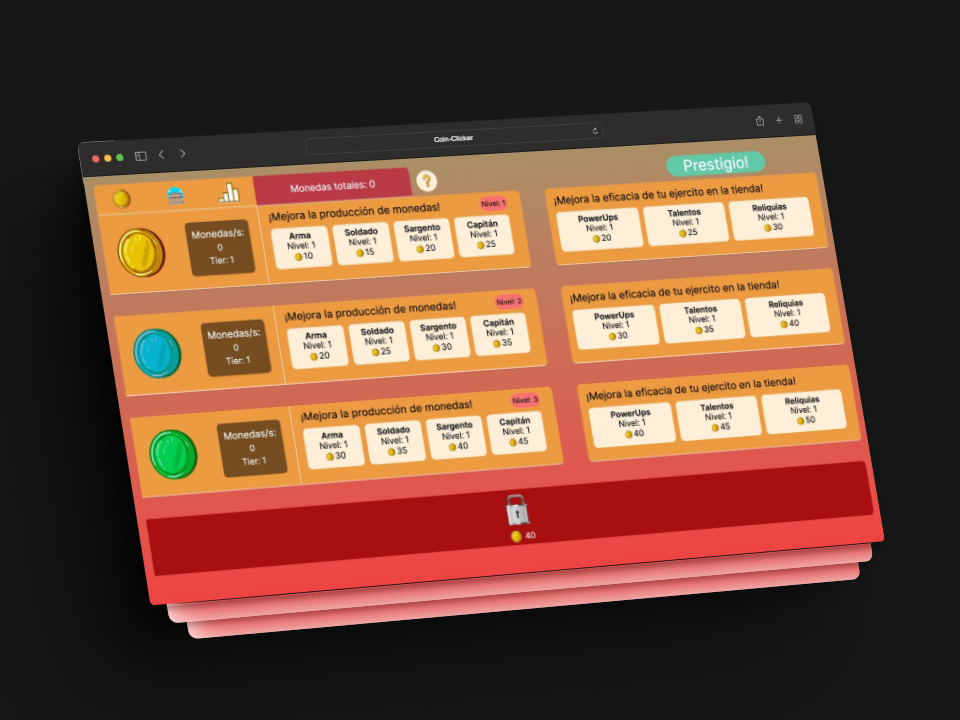 Coin-Clicker
Monedas totales: 0
?
Prestigio!
Monedas/s:
0
Tier: 1
¡Mejora la producción de monedas!
Nivel: 1
Arma
Nivel: 1
10
Soldado
Nivel: 1
15
Sargento
Nivel: 1
20
Capitán
Nivel: 1
25
¡Mejora la eficacia de tu ejercito en la tienda!
PowerUps
Nivel: 1
20
Talentos
Nivel: 1
25
Reliquias
Nivel: 1
30
Monedas/s:
0
Tier: 1
¡Mejora la producción de monedas!
Nivel: 2
Arma
Nivel: 1
20
Soldado
Nivel: 1
25
Sargento
Nivel: 1
30
Capitán
Nivel: 1
35
¡Mejora la eficacia de tu ejercito en la tienda!
PowerUps
Nivel: 1
30
Talentos
Nivel: 1
35
Reliquias
Nivel: 1
40
Monedas/s:
0
Tier: 1
¡Mejora la producción de monedas!
Nivel: 3
Arma
Nivel: 1
30
Soldado
Nivel: 1
35
Sargento
Nivel: 1
40
Capitán
Nivel: 1
45
¡Mejora la eficacia de tu ejercito en la tienda!
PowerUps
Nivel: 1
40
Talentos
Nivel: 1
45
Reliquias
Nivel: 1
50
40